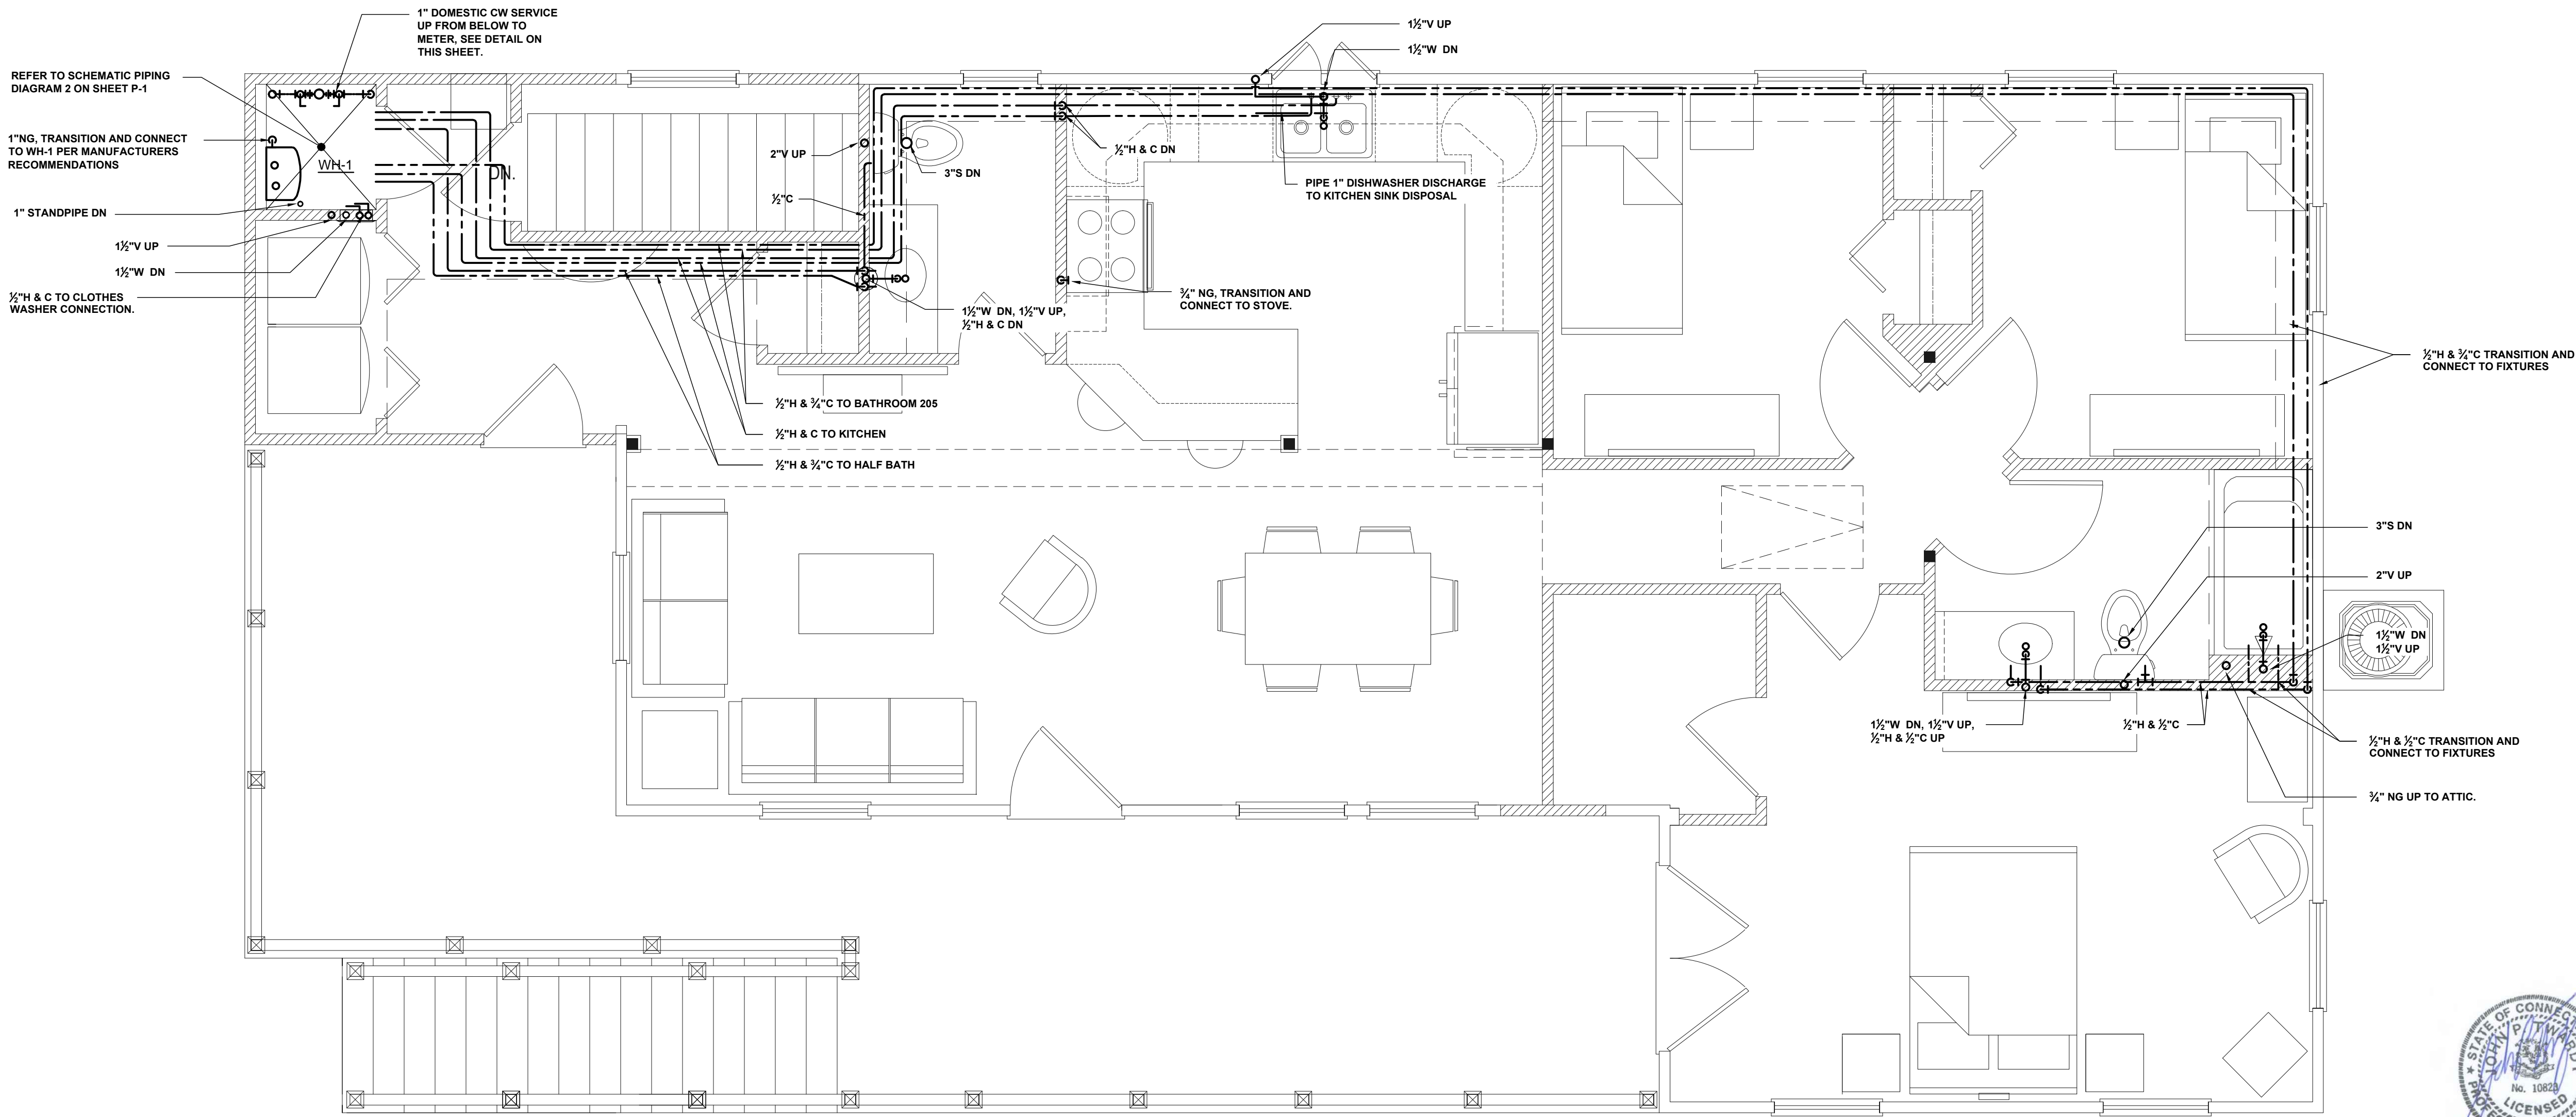 1" DOMESTIC CW SERVICE
UP FROM BELOW TO
METER, SEE DETAIL ON
THIS SHEET.
REFER TO SCHEMATIC PIPING
DIAGRAM 2 ON SHEET P-1
1"NG, TRANSITION AND CONNECT
TO WH-1 PER MANUFACTURERS
RECOMMENDATIONS
1" STANDPIPE DN
1½"V UP
1½"W DN
½"H & C TO CLOTHES
WASHER CONNECTION.
WH-1
DN.
2"V UP
½"C
3"S DN
1½"V UP
1½"W DN
½"H & C DN
PIPE 1" DISHWASHER DISCHARGE
TO KITCHEN SINK DISPOSAL
¾" NG, TRANSITION AND
CONNECT TO STOVE.
1½"W DN, 1½"V UP,
½"H & C DN
½"H & ¾"C TO BATHROOM 205
½"H & C TO KITCHEN
½"H & ¾"C TO HALF BATH
½"H & ¾"C TRANSITION AND
CONNECT TO FIXTURES
3"S DN
2"V UP
1½"W DN
1½"V UP
1½"W DN, 1½"V UP,
½"H & ½"C UP
½"H & ½"C
½"H & ½"C TRANSITION AND
CONNECT TO FIXTURES
¾" NG UP TO ATTIC.
STATE OF
JOHN P.
LICENSED